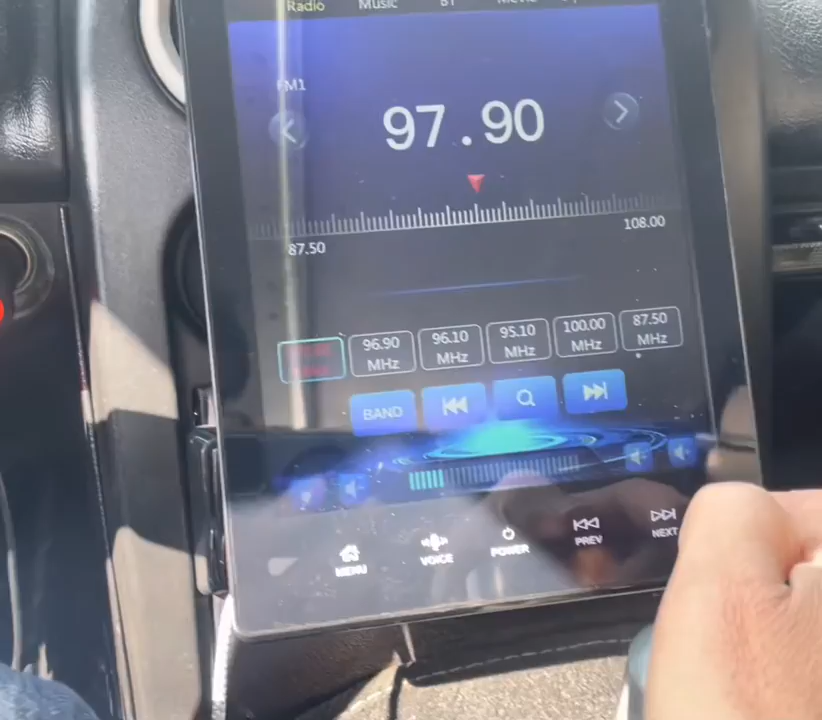 Radio Music BT
FM1
97.90
87.50
108.00
96.90 MHz
96.10 MHz
95.10 MHz
100.00 MHz
87.50 MHz
BAND
MENU VOICE POWER PREV NEXT